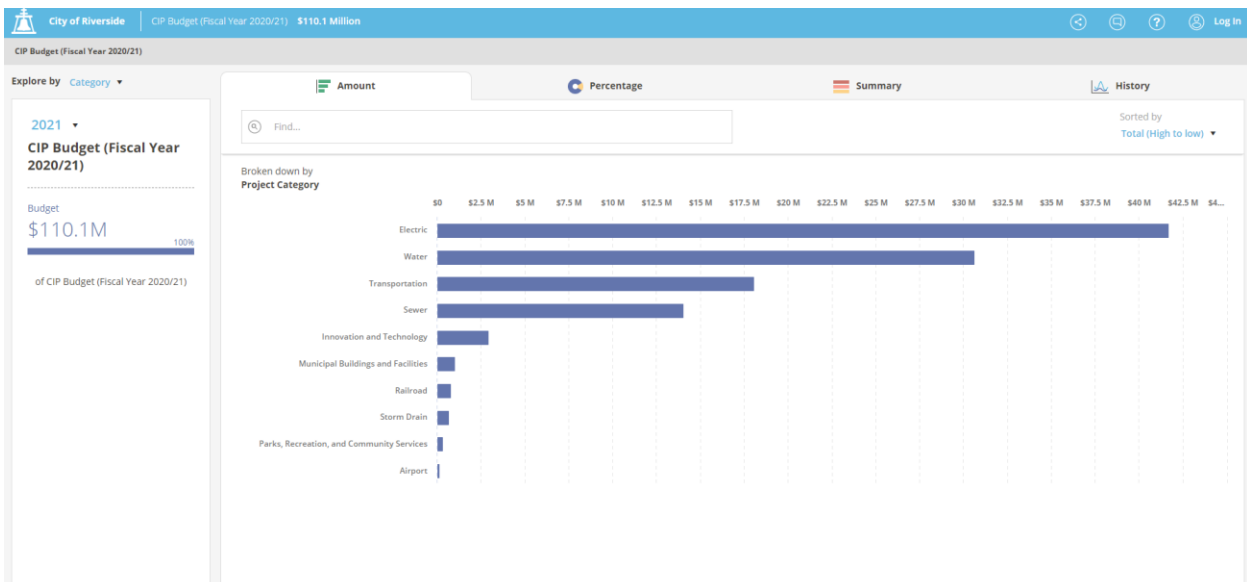 City of Riverside CIP Budget (Fiscal Year 2020/21) $110.1 Million Log In
CIP Budget (Fiscal Year 2020/21)
Explore by Category
Amount Percentage Summary History
2021
CIP Budget (Fiscal Year
2020/21)
Budget
$110.1M
100%
of CIP Budget (Fiscal Year 2020/21)
Find...
Sorted by
Total (High to low)
Broken down by
Project Category
$0 $2.5 M $5 M $7.5 M $10 M $12.5 M $15 M $17.5 M $20 M $22.5 M $25 M $27.5 M $30 M $32.5 M $35 M $37.5 M $40 M $42.5 M $4...
Electric
Water
Transportation
Sewer
Innovation and Technology
Municipal Buildings and Facilities
Railroad
Storm Drain
Parks, Recreation, and Community Services
Airport